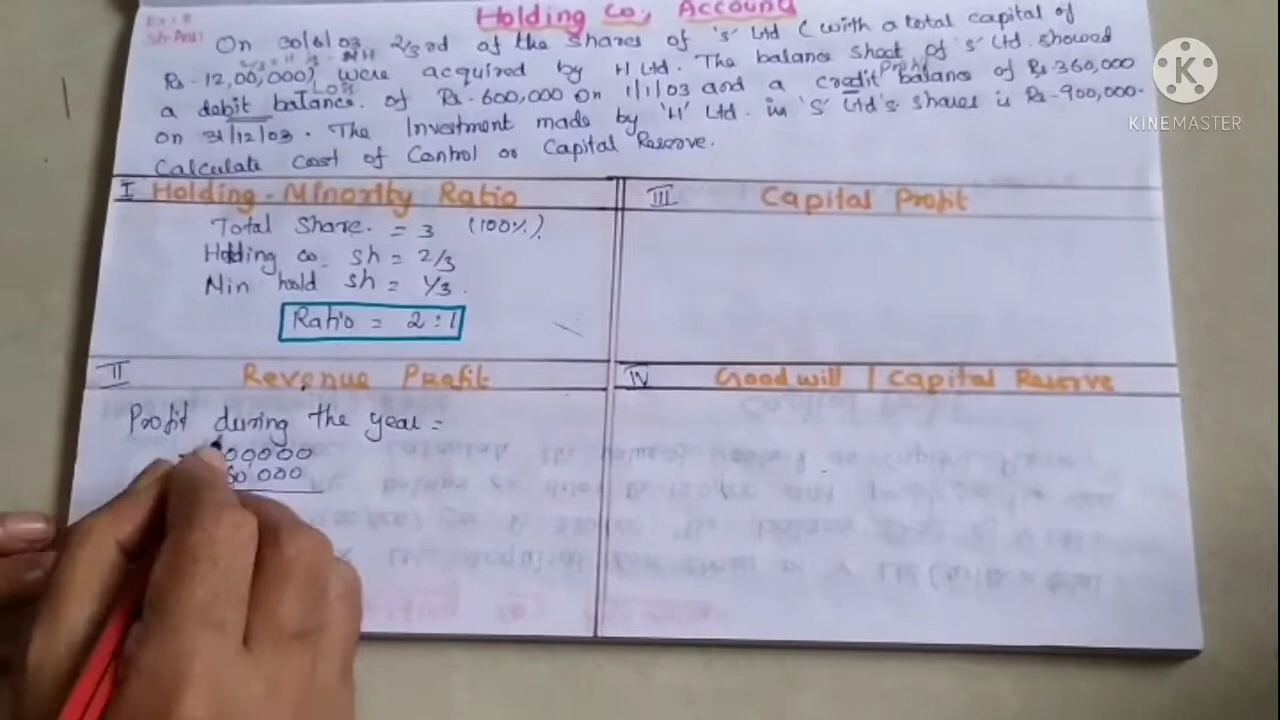 Holding Co, Account
On 30/6/03 2/3rd of the shares of 'S' Ltd (with a total capital of
Rs. 12,00,000) were acquired by H Ltd. The balance sheet of 'S' Ltd. showed
Loss
Profit
a debit balance of Rs. 600,000 on 1/1/03 and a credit balance of Rs. 360,000
on 31/12/03. The Investment made by 'H' Ltd. in 'S' Ltd's shares is Rs. 900,000.
Calculate Cost of Control or Capital Reserve.
I Holding-Minority Ratio
Total Share. = 3 (100%).
Holding co. sh = 2/3
Min hold sh = 1/3.
Ratio = 2:1
II Revenue Profit
Profit during the year =
00000
60000
III Capital Profit
IV Goodwill / Capital Reserve
K
KINEMASTER